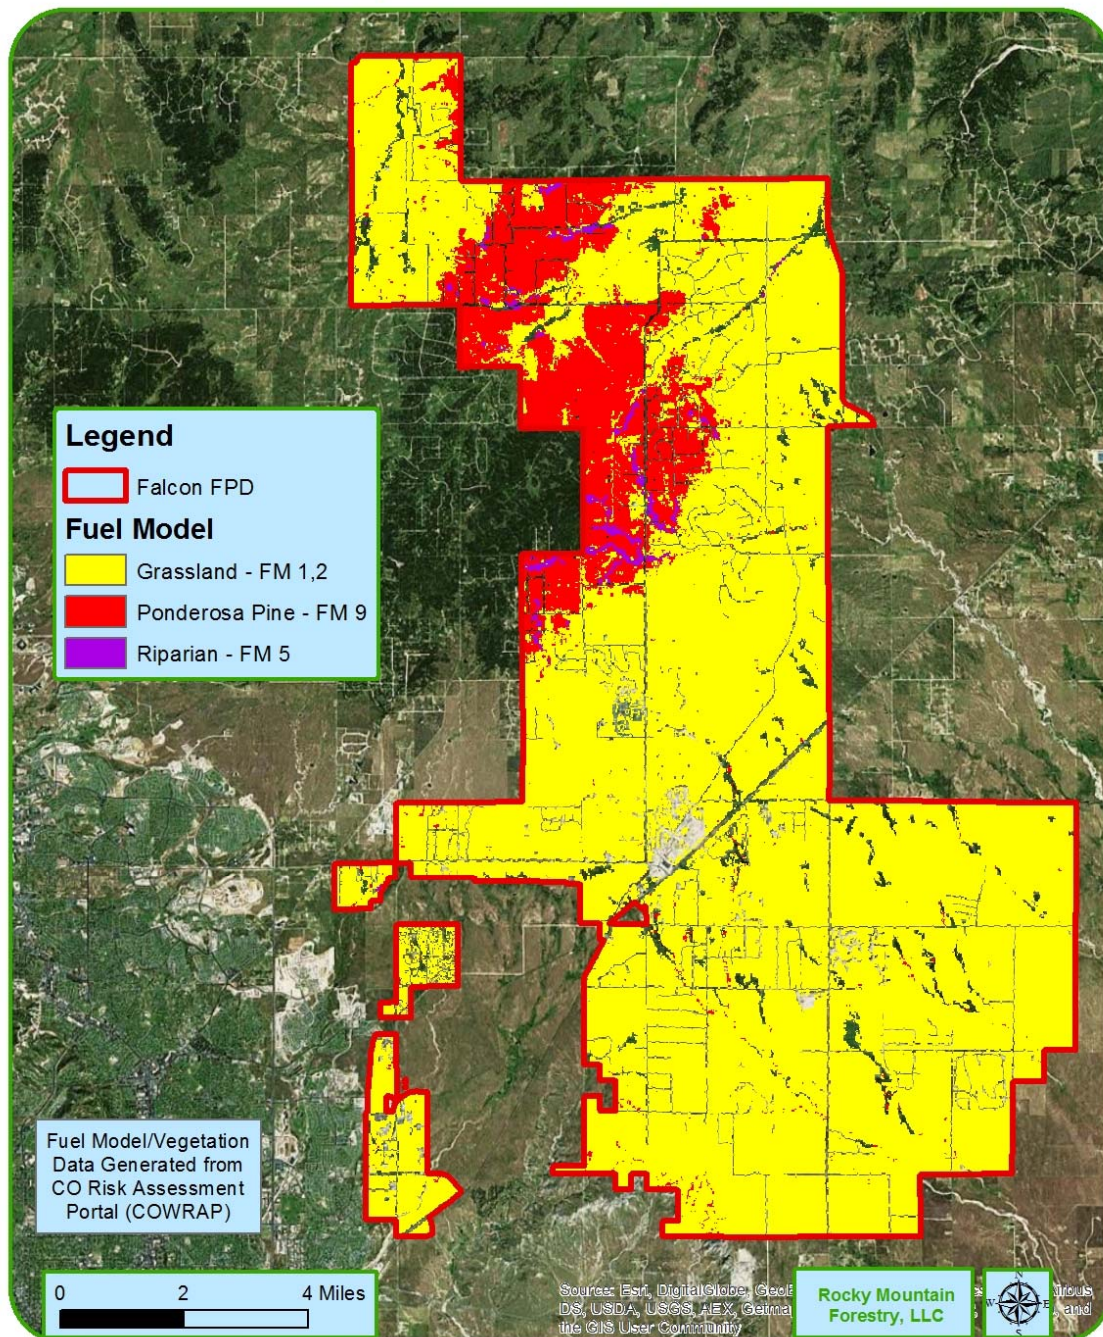 Legend
Falcon FPD
Fuel Model
Grassland - FM 1,2
Ponderosa Pine - FM 9
Riparian - FM 5
Fuel Model/Vegetation
Data Generated from
CO Risk Assessment
Portal (COWRAP)
0 2 4 Miles
Source: Esri, DigitalGlobe,
DS, USDA, USGS, AEX, and
the GIS User Community
Rocky Mountain
Forestry, LLC
N
W E
S